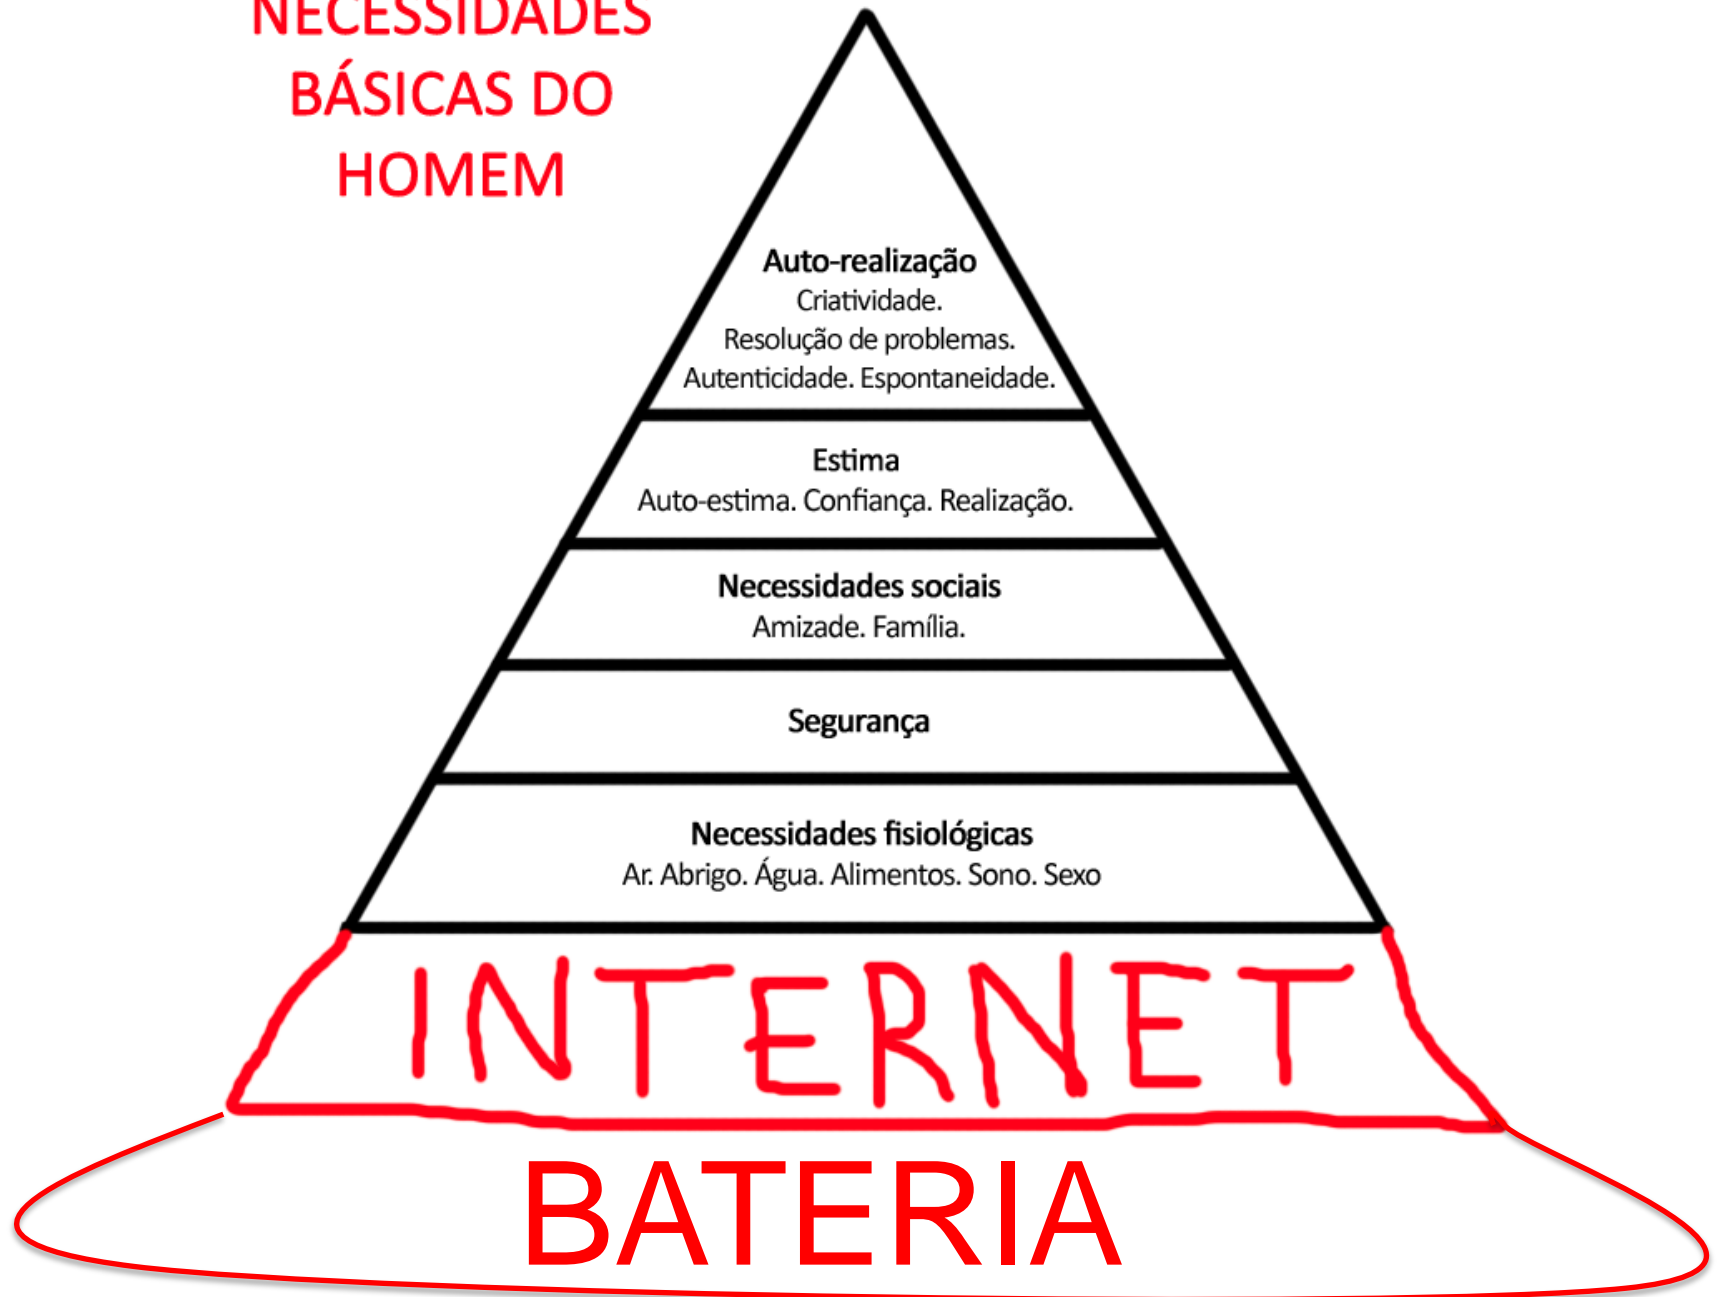 NECESSIDADES
BÁSICAS DO
HOMEM
Auto-realização
Criatividade.
Resolução de problemas.
Autenticidade. Espontaneidade.
Estima
Auto-estima. Confiança. Realização.
Necessidades sociais
Amizade. Família.
Segurança
Necessidades fisiológicas
Ar. Abrigo. Água. Alimentos. Sono. Sexo
INTERNET
BATERIA